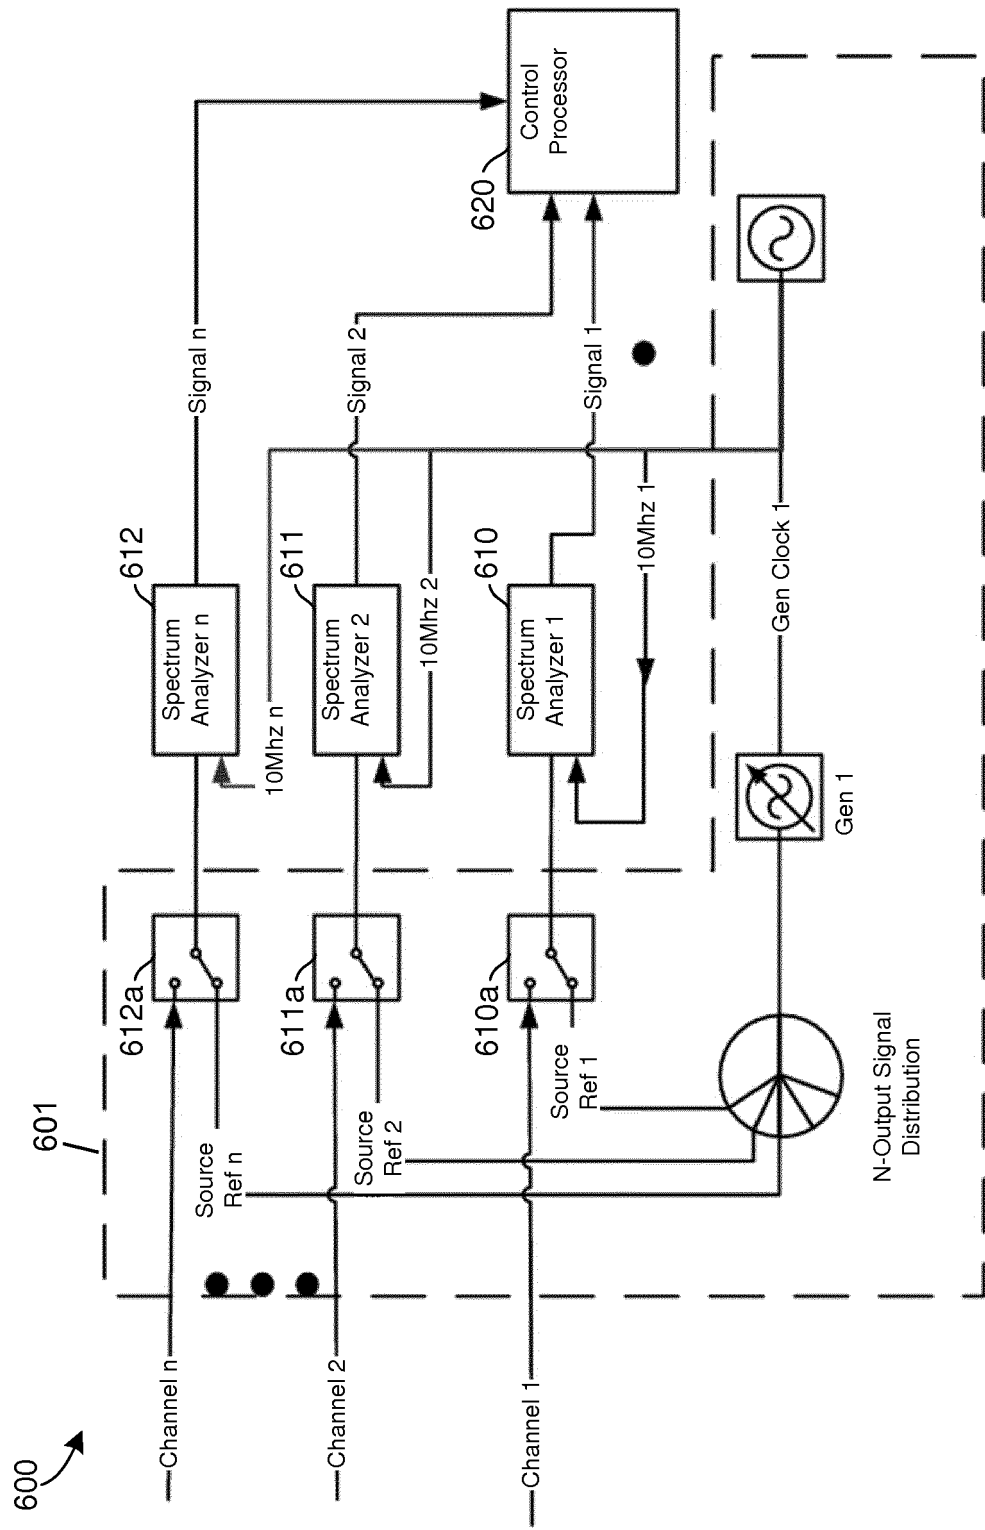 600
601
Channel n
Channel 2
Channel 1
612a
611a
610a
Source
Ref n
Source
Ref 2
Source
Ref 1
612
Spectrum
Analyzer n
611
Spectrum
Analyzer 2
610
Spectrum
Analyzer 1
10Mhz n
10Mhz 2
10Mhz 1
Signal n
Signal 2
Signal 1
620
Control
Processor
N-Output Signal
Distribution
Gen 1
Gen Clock 1